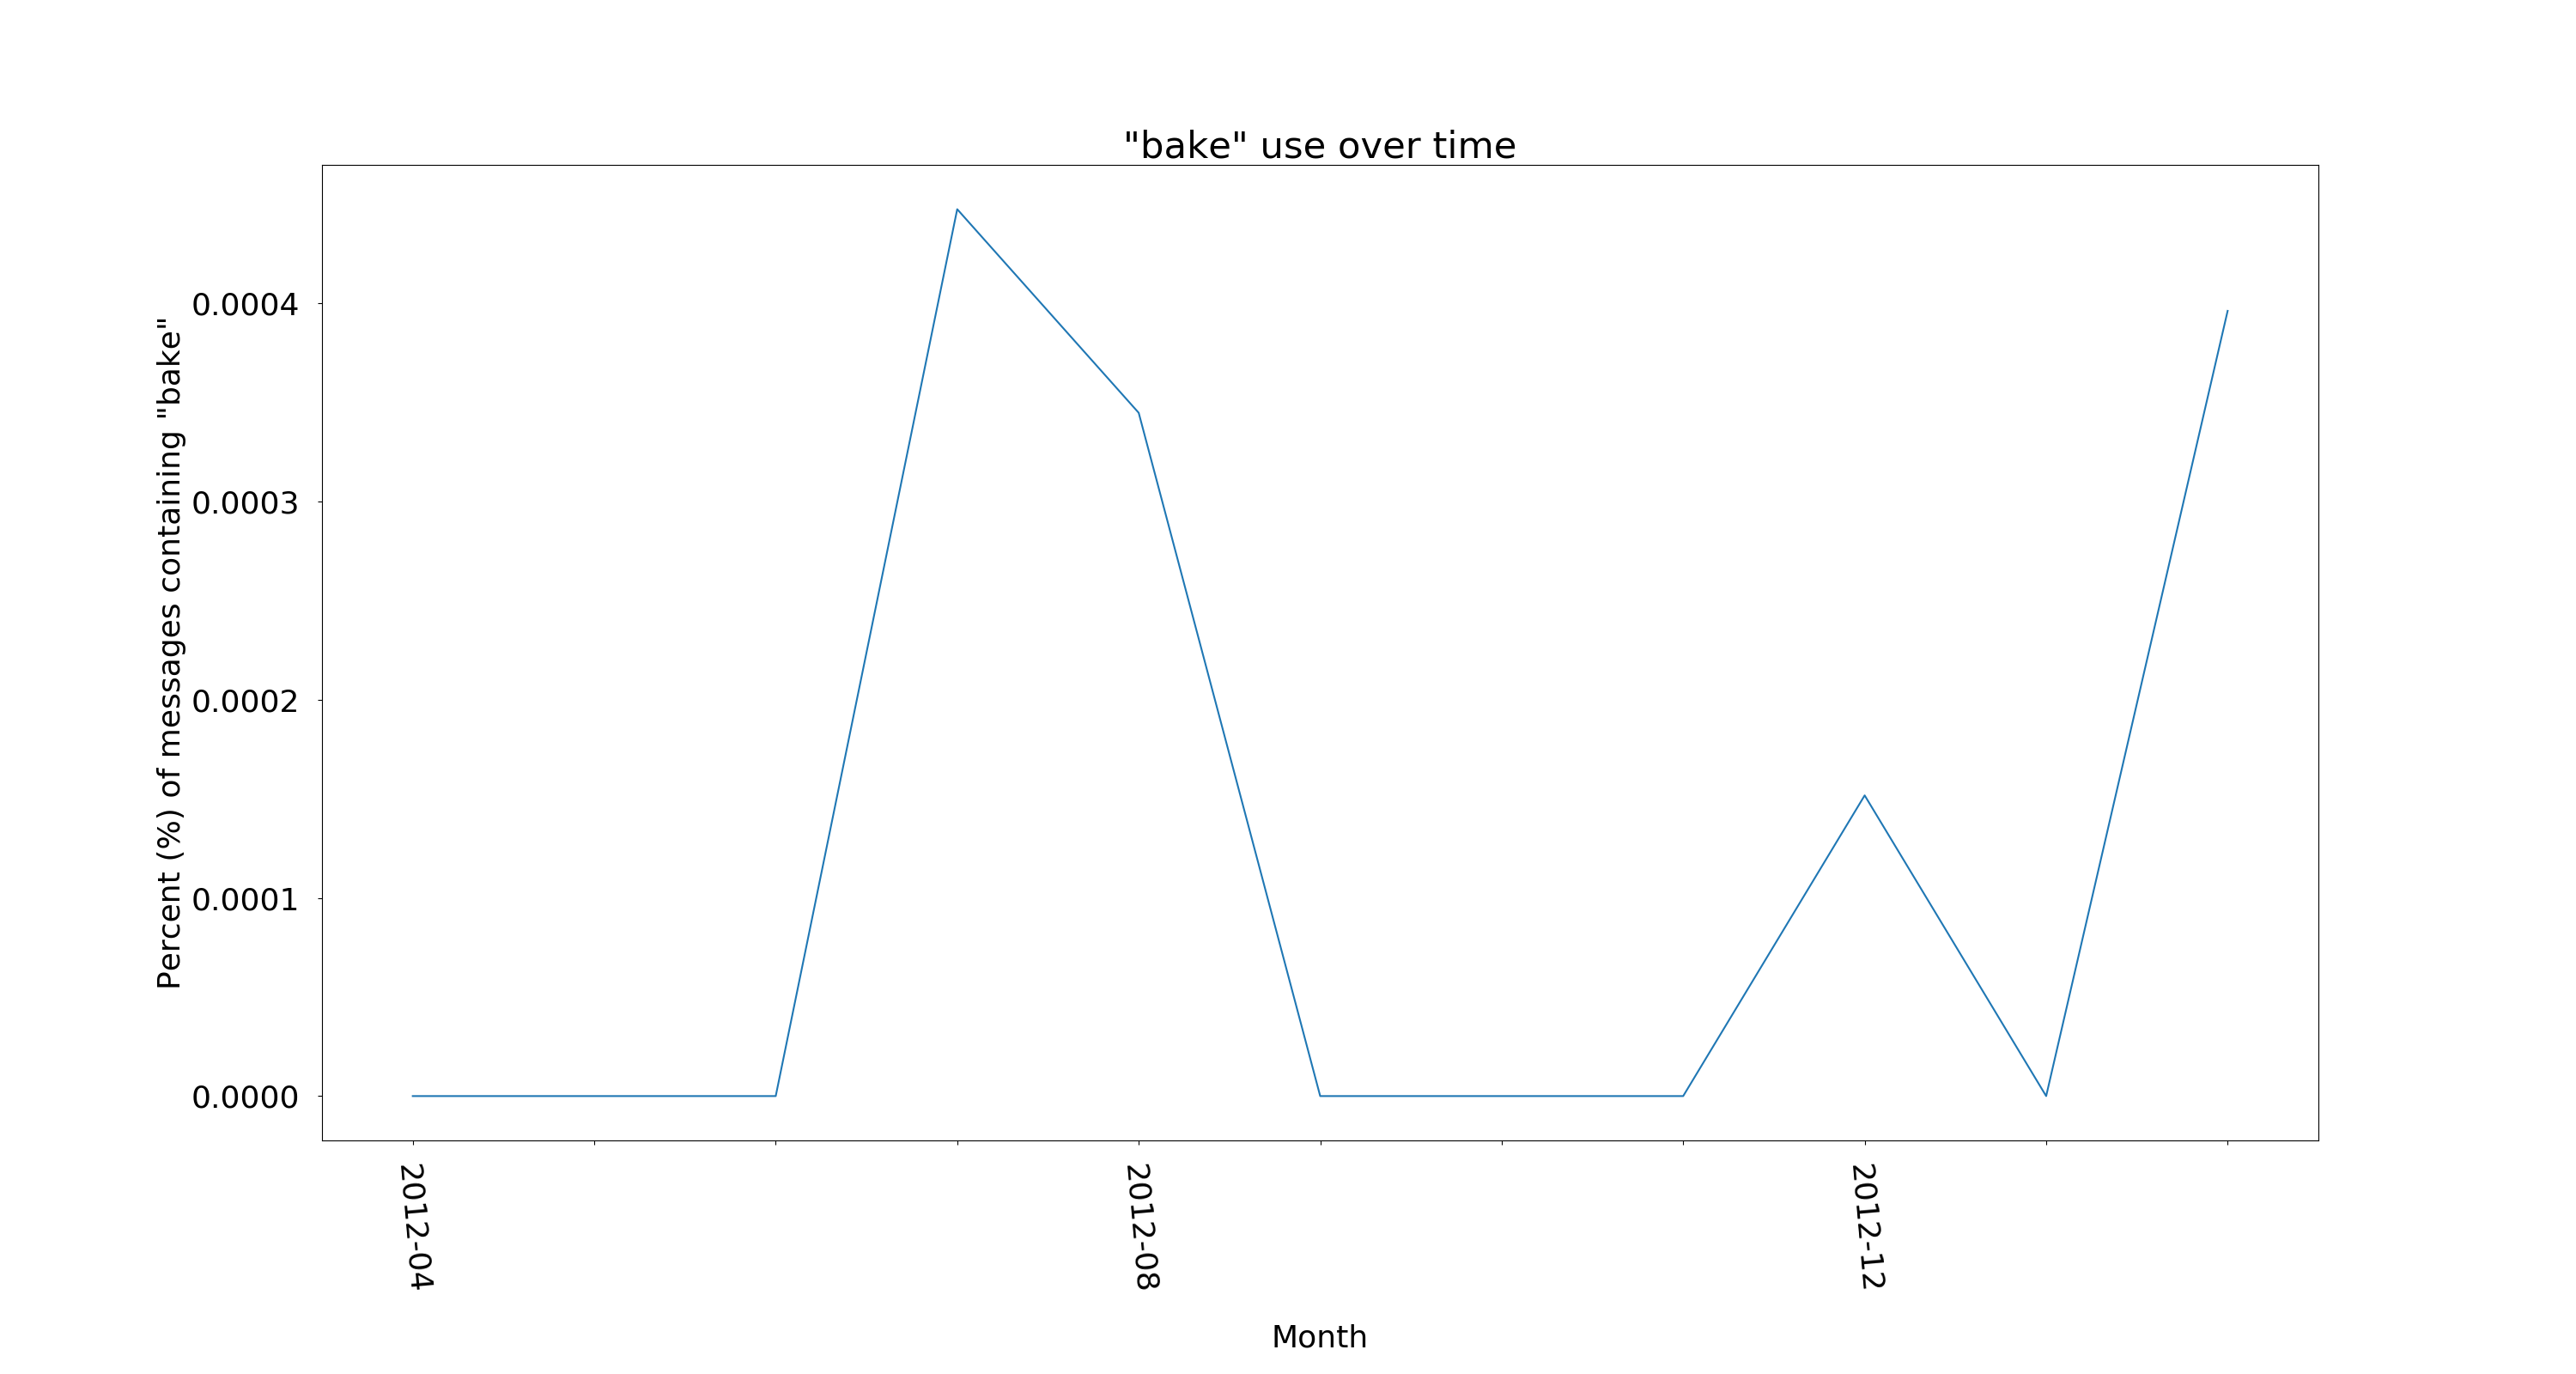 "bake" use over time
Percent (%) of messages containing "bake"
0.0004
0.0003
0.0002
0.0001
0.0000
2012-04
2012-08
2012-12
Month